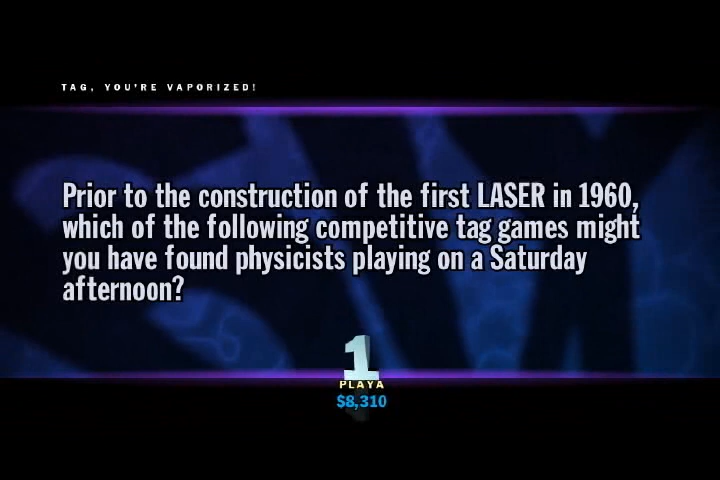 TAG, YOU'RE VAPORIZED!
Prior to the construction of the first LASER in 1960,
which of the following competitive tag games might
you have found physicists playing on a Saturday
afternoon?
1
PLAYA
$8,310